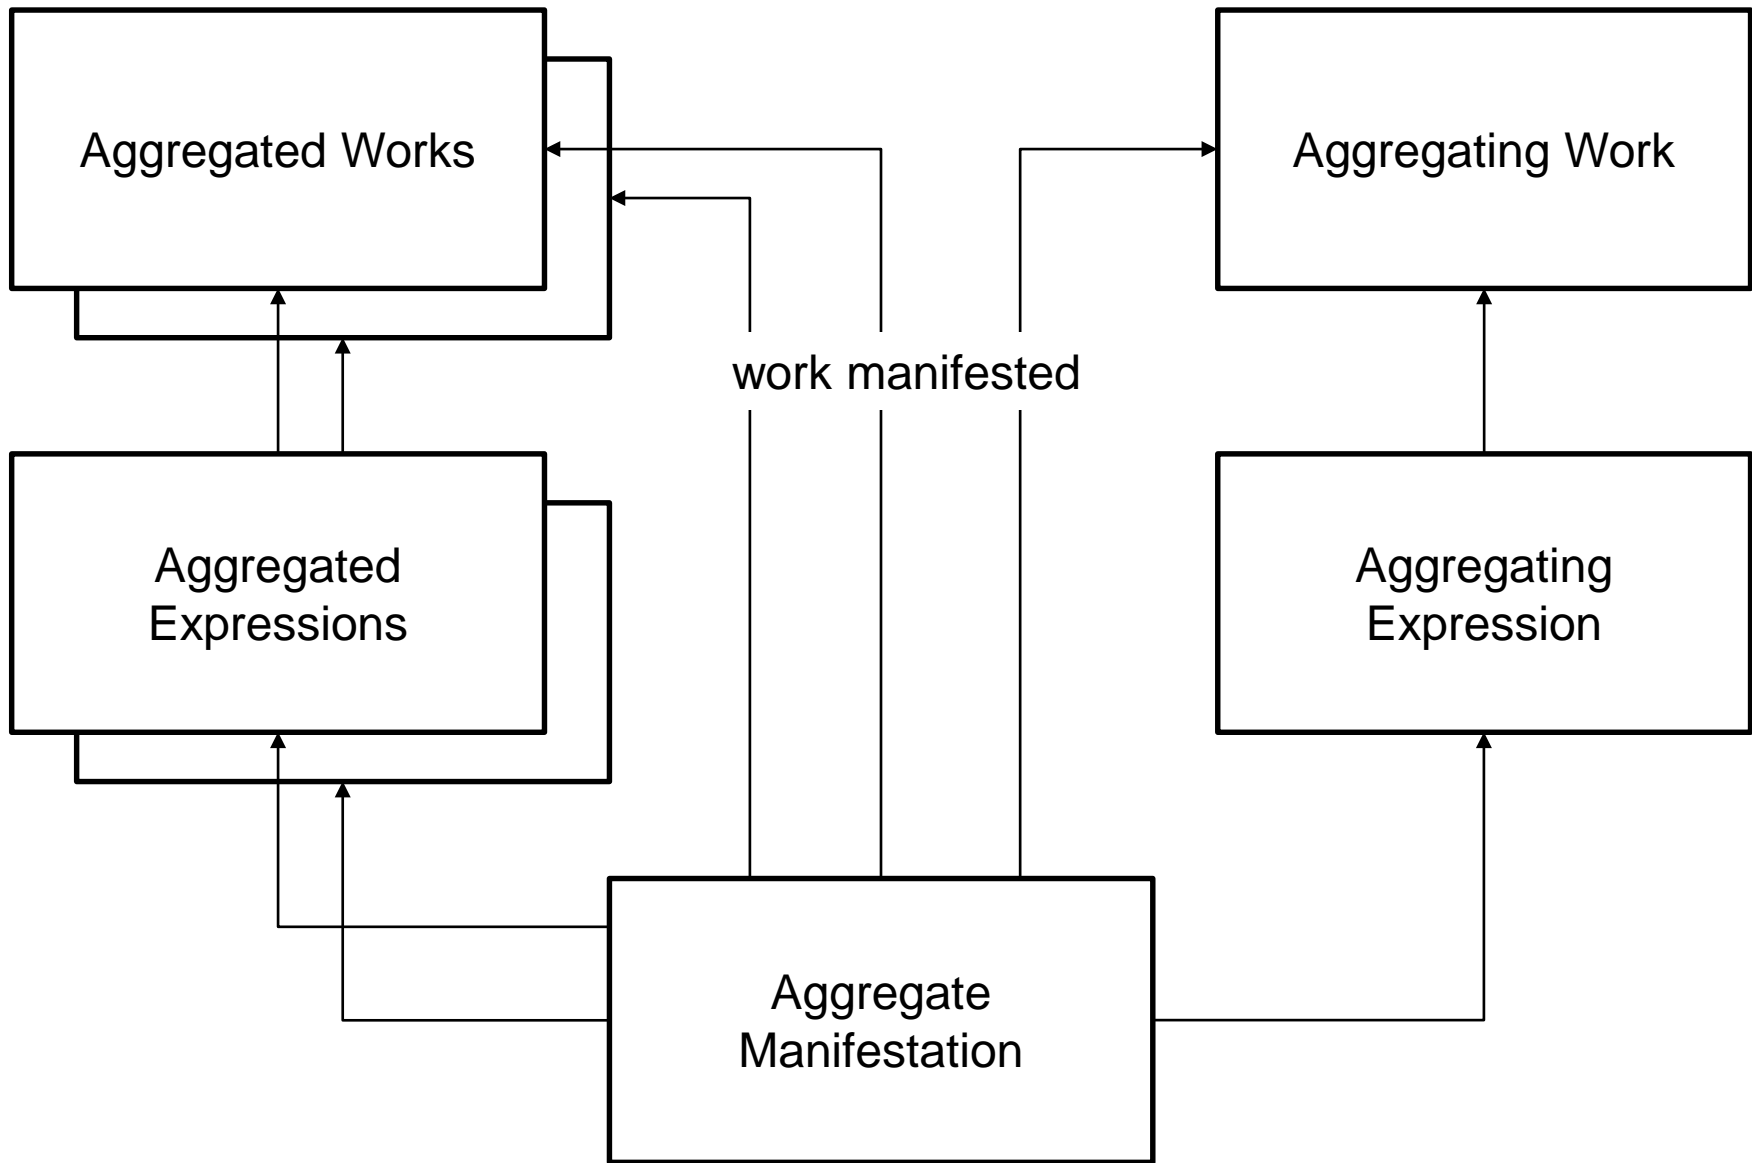 Aggregated Works
Aggregating Work
work manifested
Aggregated
Expressions
Aggregating
Expression
Aggregate
Manifestation